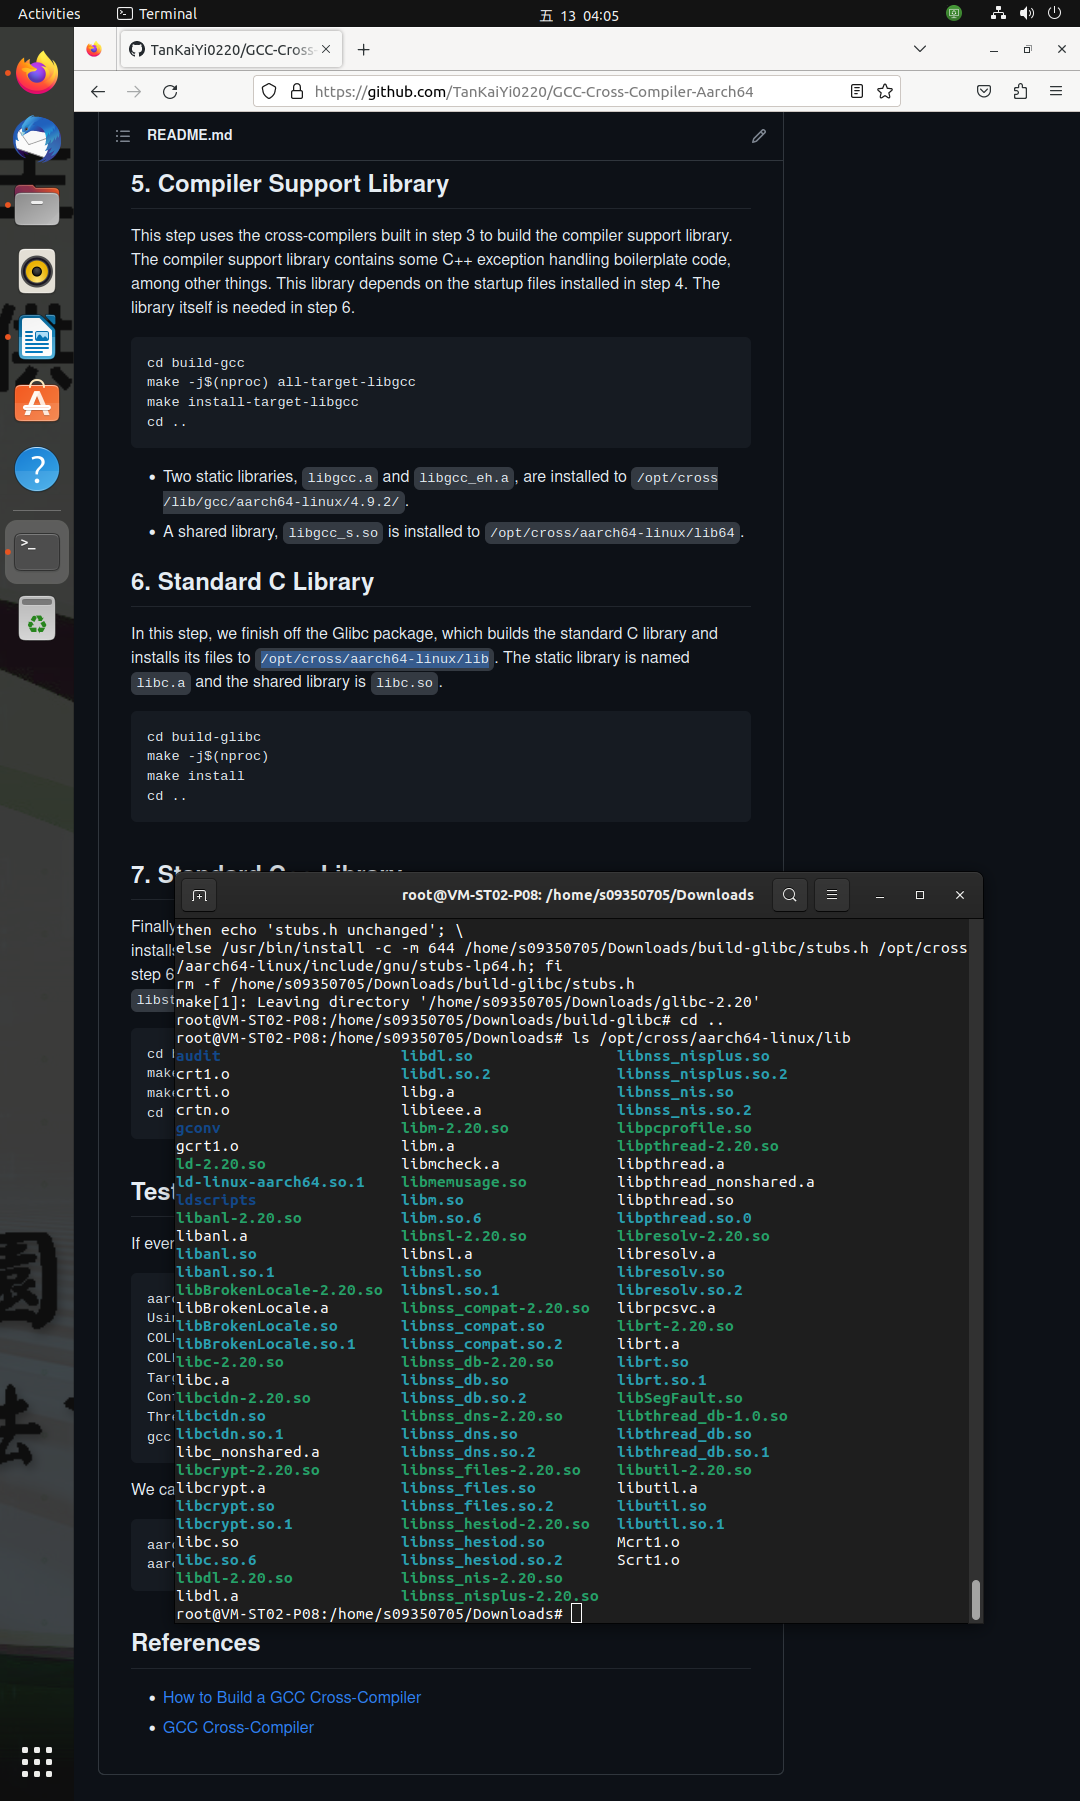 Activities
Terminal
五 13 04:05
TanKaiYi0220/GCC-Cross-
https://github.com/TanKaiYi0220/GCC-Cross-Compiler-Aarch64
README.md
5. Compiler Support Library
This step uses the cross-compilers built in step 3 to build the compiler support library.
The compiler support library contains some C++ exception handling boilerplate code,
among other things. This library depends on the startup files installed in step 4. The
library itself is needed in step 6.
cd build-gcc
make -j$(nproc) all-target-libgcc
make install-target-libgcc
cd ..
• Two static libraries, libgcc.a and libgcc_eh.a, are installed to /opt/cross
/lib/gcc/aarch64-linux/4.9.2/.
• A shared library, libgcc_s.so is installed to /opt/cross/aarch64-linux/lib64.
6. Standard C Library
In this step, we finish off the Glibc package, which builds the standard C library and
installs its files to /opt/cross/aarch64-linux/lib. The static library is named
libc.a and the shared library is libc.so.
cd build-glibc
make -j$(nproc)
make install
cd ..
7. Standard C++ Library
Finally
installs
step 6
libst
cd b
make
make
cd
Test
If ever
aarc
Usin
COLL
COLL
Targ
Conf
Thre
gcc
We ca
aarc
aarc
root@VM-ST02-P08: /home/s09350705/Downloads
then echo 'stubs.h unchanged'; \
else /usr/bin/install -c -m 644 /home/s09350705/Downloads/build-glibc/stubs.h /opt/cross
/aarch64-linux/include/gnu/stubs-lp64.h; fi
rm -f /home/s09350705/Downloads/build-glibc/stubs.h
make[1]: Leaving directory '/home/s09350705/Downloads/glibc-2.20'
root@VM-ST02-P08:/home/s09350705/Downloads/build-glibc# cd ..
root@VM-ST02-P08:/home/s09350705/Downloads# ls /opt/cross/aarch64-linux/lib
audit libdl.so libnss_nisplus.so
crt1.o libdl.so.2 libnss_nisplus.so.2
crti.o libg.a libnss_nis.so
crtn.o libieee.a libnss_nis.so.2
gconv libm-2.20.so libpcprofile.so
gcrt1.o libm.a libpthread-2.20.so
ld-2.20.so libmcheck.a libpthread.a
ld-linux-aarch64.so.1 libmemusage.so libpthread_nonshared.a
ldscripts libm.so libpthread.so
libanl-2.20.so libm.so.6 libpthread.so.0
libanl.a libnsl-2.20.so libresolv-2.20.so
libanl.so libnsl.a libresolv.a
libanl.so.1 libnsl.so libresolv.so
libBrokenLocale-2.20.so libnsl.so.1 libresolv.so.2
libBrokenLocale.a libnss_compat-2.20.so librpcsvc.a
libBrokenLocale.so libnss_compat.so librt-2.20.so
libBrokenLocale.so.1 libnss_compat.so.2 librt.a
libc-2.20.so libnss_db-2.20.so librt.so
libc.a libnss_db.so librt.so.1
libcidn-2.20.so libnss_db.so.2 libSegFault.so
libcidn.so libnss_dns-2.20.so libthread_db-1.0.so
libcidn.so.1 libnss_dns.so libthread_db.so
libc_nonshared.a libnss_dns.so.2 libthread_db.so.1
libcrypt-2.20.so libnss_files-2.20.so libutil-2.20.so
libcrypt.a libnss_files.so libutil.a
libcrypt.so libnss_files.so.2 libutil.so
libcrypt.so.1 libnss_hesiod-2.20.so libutil.so.1
libc.so libnss_hesiod.so Mcrt1.o
libc.so.6 libnss_hesiod.so.2 Scrt1.o
libdl-2.20.so libnss_nis-2.20.so
libdl.a libnss_nisplus-2.20.so
root@VM-ST02-P08:/home/s09350705/Downloads#
References
• How to Build a GCC Cross-Compiler
• GCC Cross-Compiler